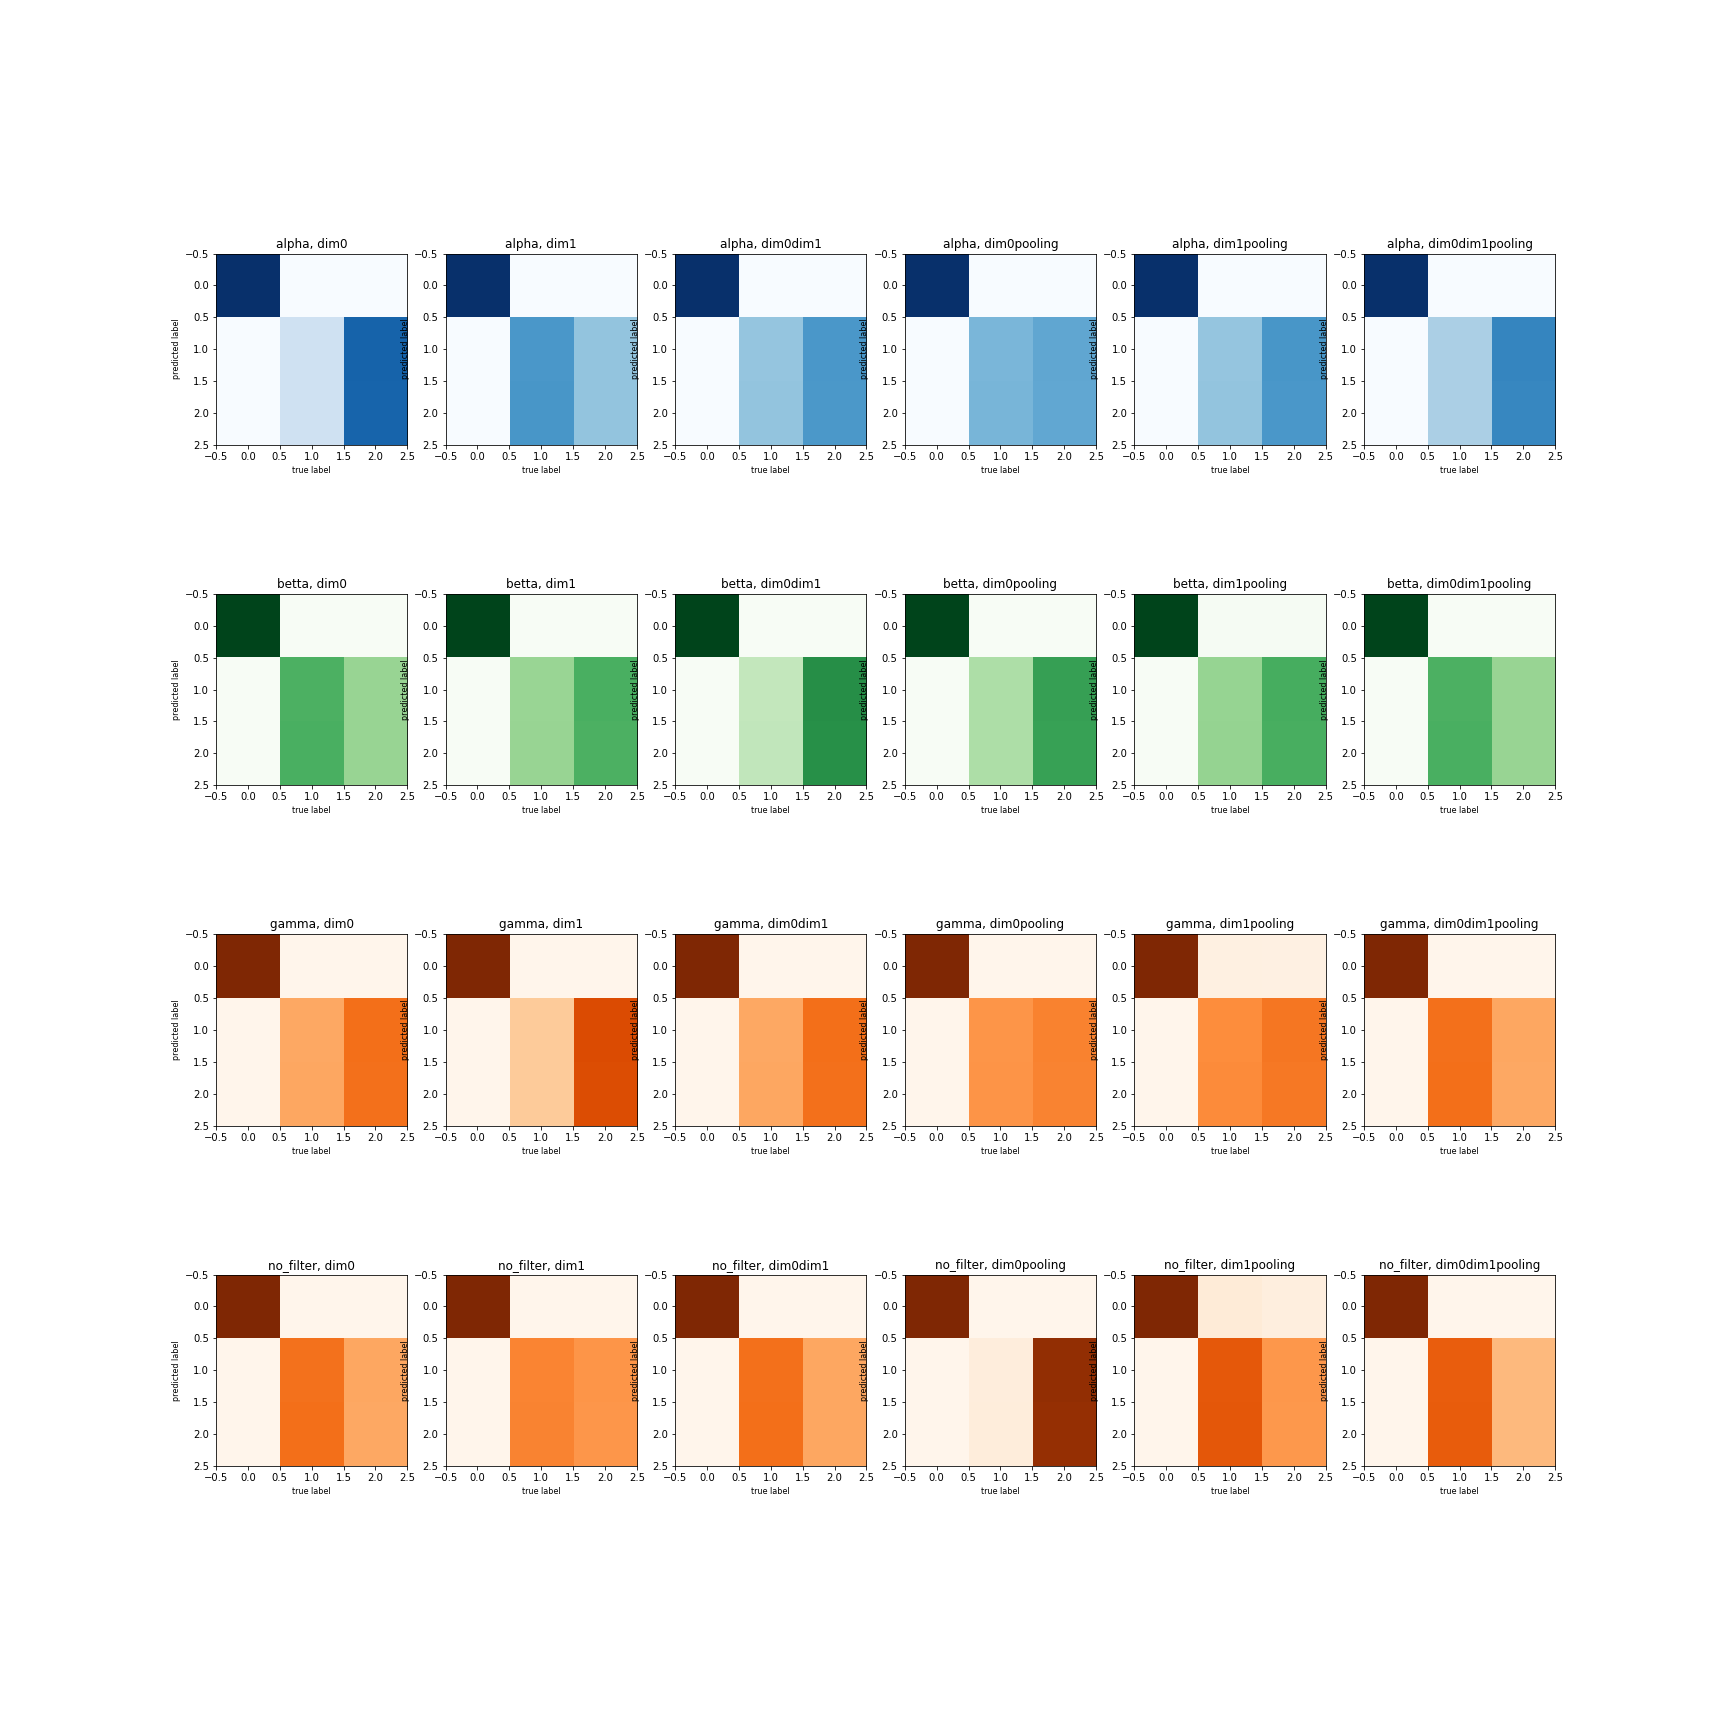 alpha, dim0 alpha, dim1 alpha, dim0dim1 alpha, dim0pooling alpha, dim1pooling alpha, dim0dim1pooling
−0.5 −0.5 −0.5 −0.5 −0.5 −0.5
0.0 0.0 0.0 0.0 0.0 0.0
0.5 0.5 0.5 0.5 0.5 0.5
1.0 1.0 1.0 1.0 1.0 1.0
predicted label predicted label predicted label predicted label predicted label predicted label
1.5 1.5 1.5 1.5 1.5 1.5
2.0 2.0 2.0 2.0 2.0 2.0
2.5 2.5 2.5 2.5 2.5 2.5
−0.5 0.0 0.5 1.0 1.5 2.0 2.5 −0.5 0.0 0.5 1.0 1.5 2.0 2.5 −0.5 0.0 0.5 1.0 1.5 2.0 2.5 −0.5 0.0 0.5 1.0 1.5 2.0 2.5 −0.5 0.0 0.5 1.0 1.5 2.0 2.5 −0.5 0.0 0.5 1.0 1.5 2.0 2.5
true label true label true label true label true label true label
betta, dim0 betta, dim1 betta, dim0dim1 betta, dim0pooling betta, dim1pooling betta, dim0dim1pooling
−0.5 −0.5 −0.5 −0.5 −0.5 −0.5
0.0 0.0 0.0 0.0 0.0 0.0
0.5 0.5 0.5 0.5 0.5 0.5
1.0 1.0 1.0 1.0 1.0 1.0
predicted label predicted label predicted label predicted label predicted label predicted label
1.5 1.5 1.5 1.5 1.5 1.5
2.0 2.0 2.0 2.0 2.0 2.0
2.5 2.5 2.5 2.5 2.5 2.5
−0.5 0.0 0.5 1.0 1.5 2.0 2.5 −0.5 0.0 0.5 1.0 1.5 2.0 2.5 −0.5 0.0 0.5 1.0 1.5 2.0 2.5 −0.5 0.0 0.5 1.0 1.5 2.0 2.5 −0.5 0.0 0.5 1.0 1.5 2.0 2.5 −0.5 0.0 0.5 1.0 1.5 2.0 2.5
true label true label true label true label true label true label
gamma, dim0 gamma, dim1 gamma, dim0dim1 gamma, dim0pooling gamma, dim1pooling gamma, dim0dim1pooling
−0.5 −0.5 −0.5 −0.5 −0.5 −0.5
0.0 0.0 0.0 0.0 0.0 0.0
0.5 0.5 0.5 0.5 0.5 0.5
1.0 1.0 1.0 1.0 1.0 1.0
predicted label predicted label predicted label predicted label predicted label predicted label
1.5 1.5 1.5 1.5 1.5 1.5
2.0 2.0 2.0 2.0 2.0 2.0
2.5 2.5 2.5 2.5 2.5 2.5
−0.5 0.0 0.5 1.0 1.5 2.0 2.5 −0.5 0.0 0.5 1.0 1.5 2.0 2.5 −0.5 0.0 0.5 1.0 1.5 2.0 2.5 −0.5 0.0 0.5 1.0 1.5 2.0 2.5 −0.5 0.0 0.5 1.0 1.5 2.0 2.5 −0.5 0.0 0.5 1.0 1.5 2.0 2.5
true label true label true label true label true label true label
no_filter, dim0 no_filter, dim1 no_filter, dim0dim1 no_filter, dim0pooling no_filter, dim1pooling no_filter, dim0dim1pooling
−0.5 −0.5 −0.5 −0.5 −0.5 −0.5
0.0 0.0 0.0 0.0 0.0 0.0
0.5 0.5 0.5 0.5 0.5 0.5
1.0 1.0 1.0 1.0 1.0 1.0
predicted label predicted label predicted label predicted label predicted label predicted label
1.5 1.5 1.5 1.5 1.5 1.5
2.0 2.0 2.0 2.0 2.0 2.0
2.5 2.5 2.5 2.5 2.5 2.5
−0.5 0.0 0.5 1.0 1.5 2.0 2.5 −0.5 0.0 0.5 1.0 1.5 2.0 2.5 −0.5 0.0 0.5 1.0 1.5 2.0 2.5 −0.5 0.0 0.5 1.0 1.5 2.0 2.5 −0.5 0.0 0.5 1.0 1.5 2.0 2.5 −0.5 0.0 0.5 1.0 1.5 2.0 2.5
true label true label true label true label true label true label